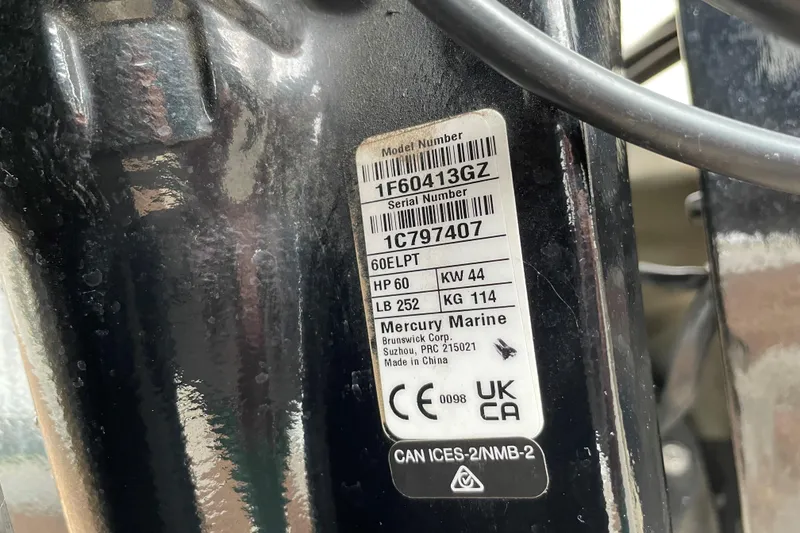 Model Number
1F60413GZ
Serial Number
1C797407
60ELPT
HP 60 KW 44
LB 252 KG 114
Mercury Marine
Brunswick Corp.
Suzhou, PRC 215021
Made in China
CE 0098 UK CA
CAN ICES-2/NMB-2